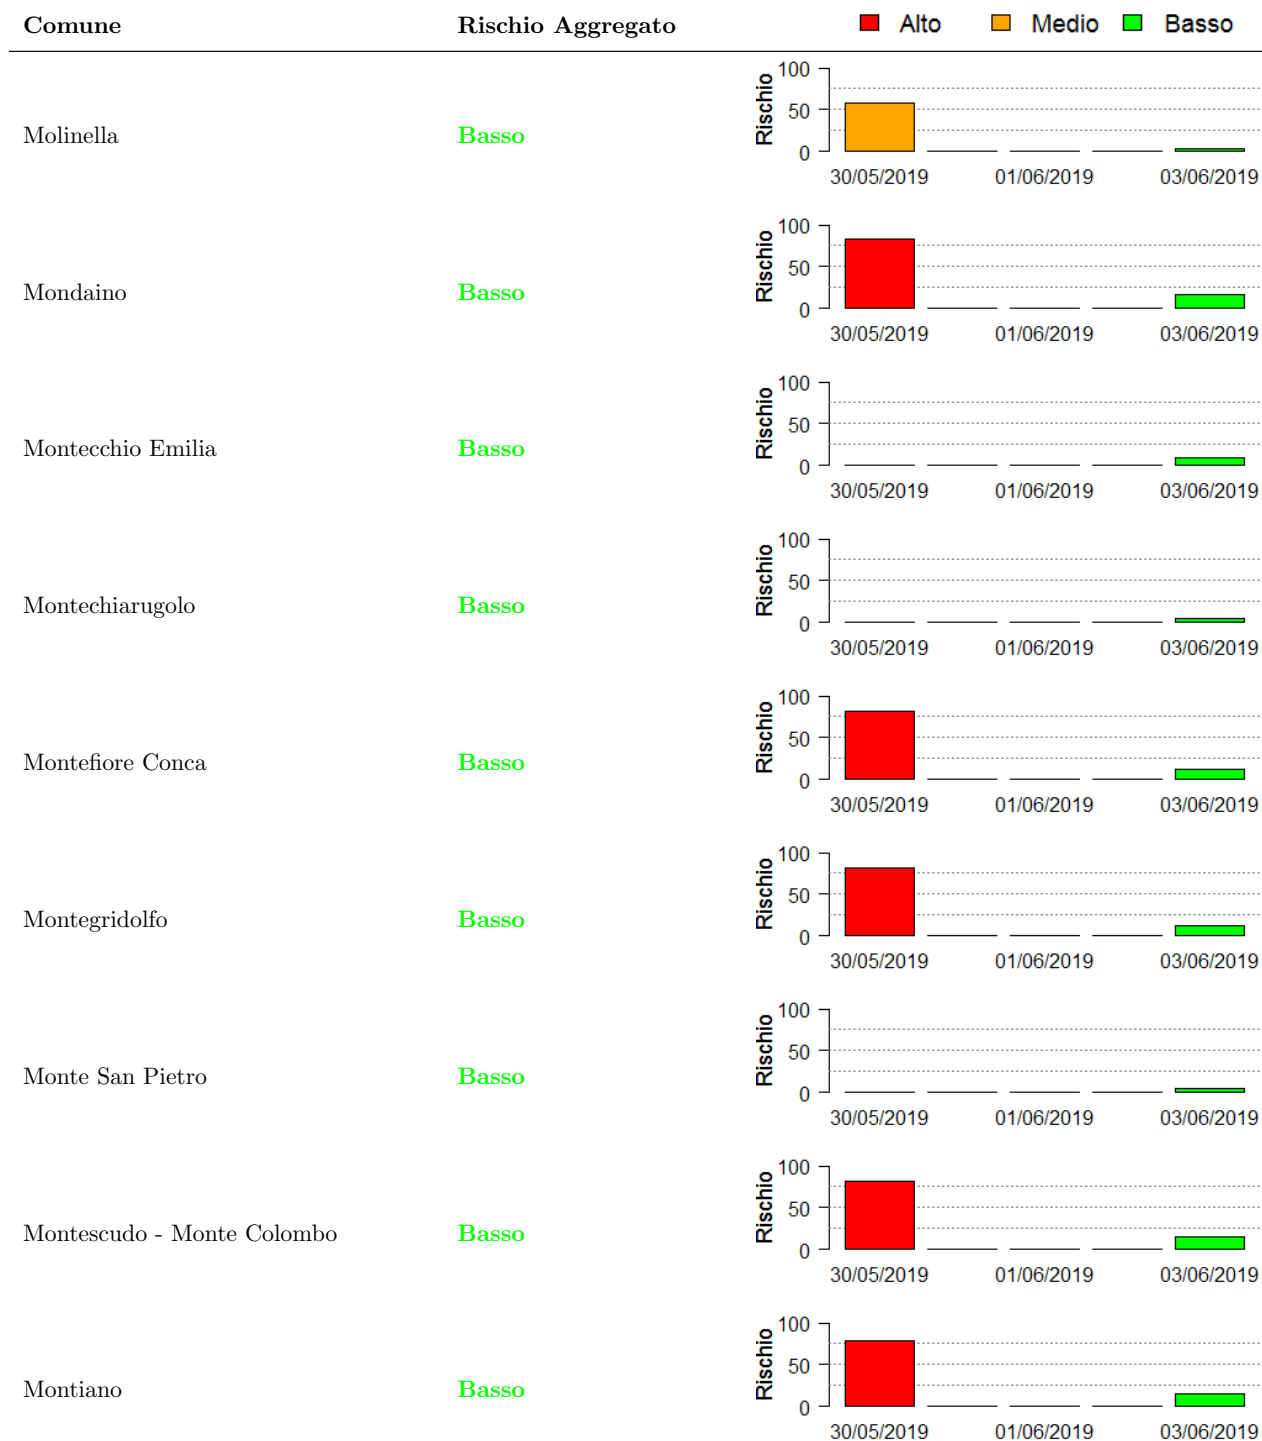 Comune Rischio Aggregato Alto Medio Basso
Molinella Basso Rischio 100 50 0
30/05/2019 01/06/2019 03/06/2019
Mondaino Basso Rischio 100 50 0
30/05/2019 01/06/2019 03/06/2019
Montecchio Emilia Basso Rischio 100 50 0
30/05/2019 01/06/2019 03/06/2019
Montechiarugolo Basso Rischio 100 50 0
30/05/2019 01/06/2019 03/06/2019
Montefiore Conca Basso Rischio 100 50 0
30/05/2019 01/06/2019 03/06/2019
Montegridolfo Basso Rischio 100 50 0
30/05/2019 01/06/2019 03/06/2019
Monte San Pietro Basso Rischio 100 50 0
30/05/2019 01/06/2019 03/06/2019
Montescudo - Monte Colombo Basso Rischio 100 50 0
30/05/2019 01/06/2019 03/06/2019
Montiano Basso Rischio 100 50 0
30/05/2019 01/06/2019 03/06/2019